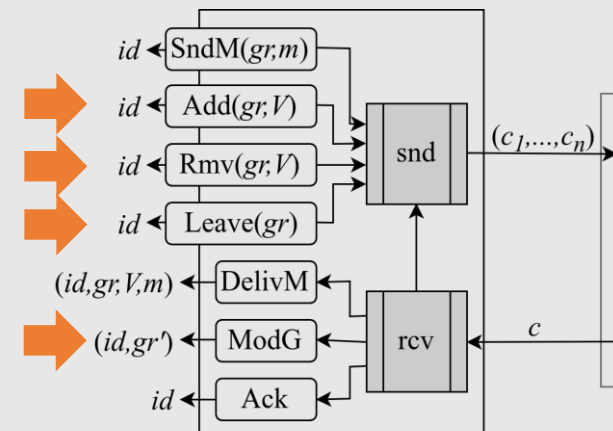 id SndM(gr,m)
id Add(gr,V)
id Rmv(gr,V) snd (c1,...,cn)
id Leave(gr)
(id,gr,V,m) DelivM
(id,gr') ModG rcv c
id Ack